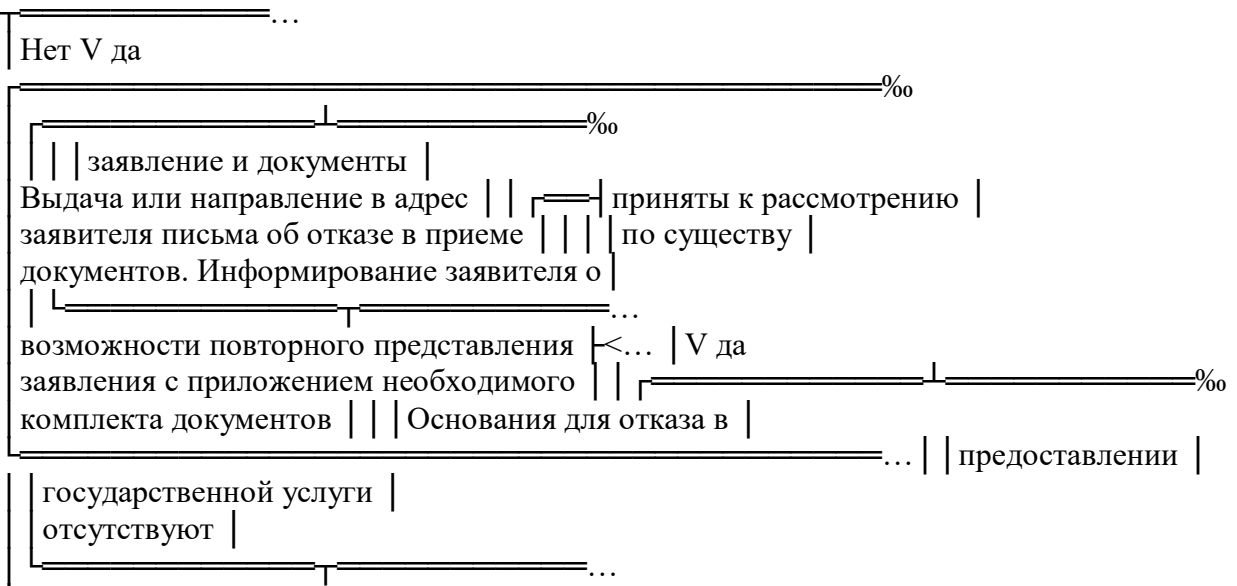 ┬═══════════════…
│Нет V да
┌══════════════════════════════════════════════‰
│┌═══════════════┴══════════════‰
│││заявление и документы │
Выдача или направление в адрес ││┌══┤приняты к рассмотрению │
заявителя письма об отказе в приеме ││││по существу │
документов. Информирование заявителя о│
││└═══════════════┬══════════════…
возможности повторного представления ├<… │V да
заявления с приложением необходимого ││┌═══════════════┴══════════════‰
комплекта документов │││Основания для отказа в │
└══════════════════════════════════════════════…││предоставлении │
││государственной услуги │
││отсутствуют │
│└═══════════════┬══════════════…